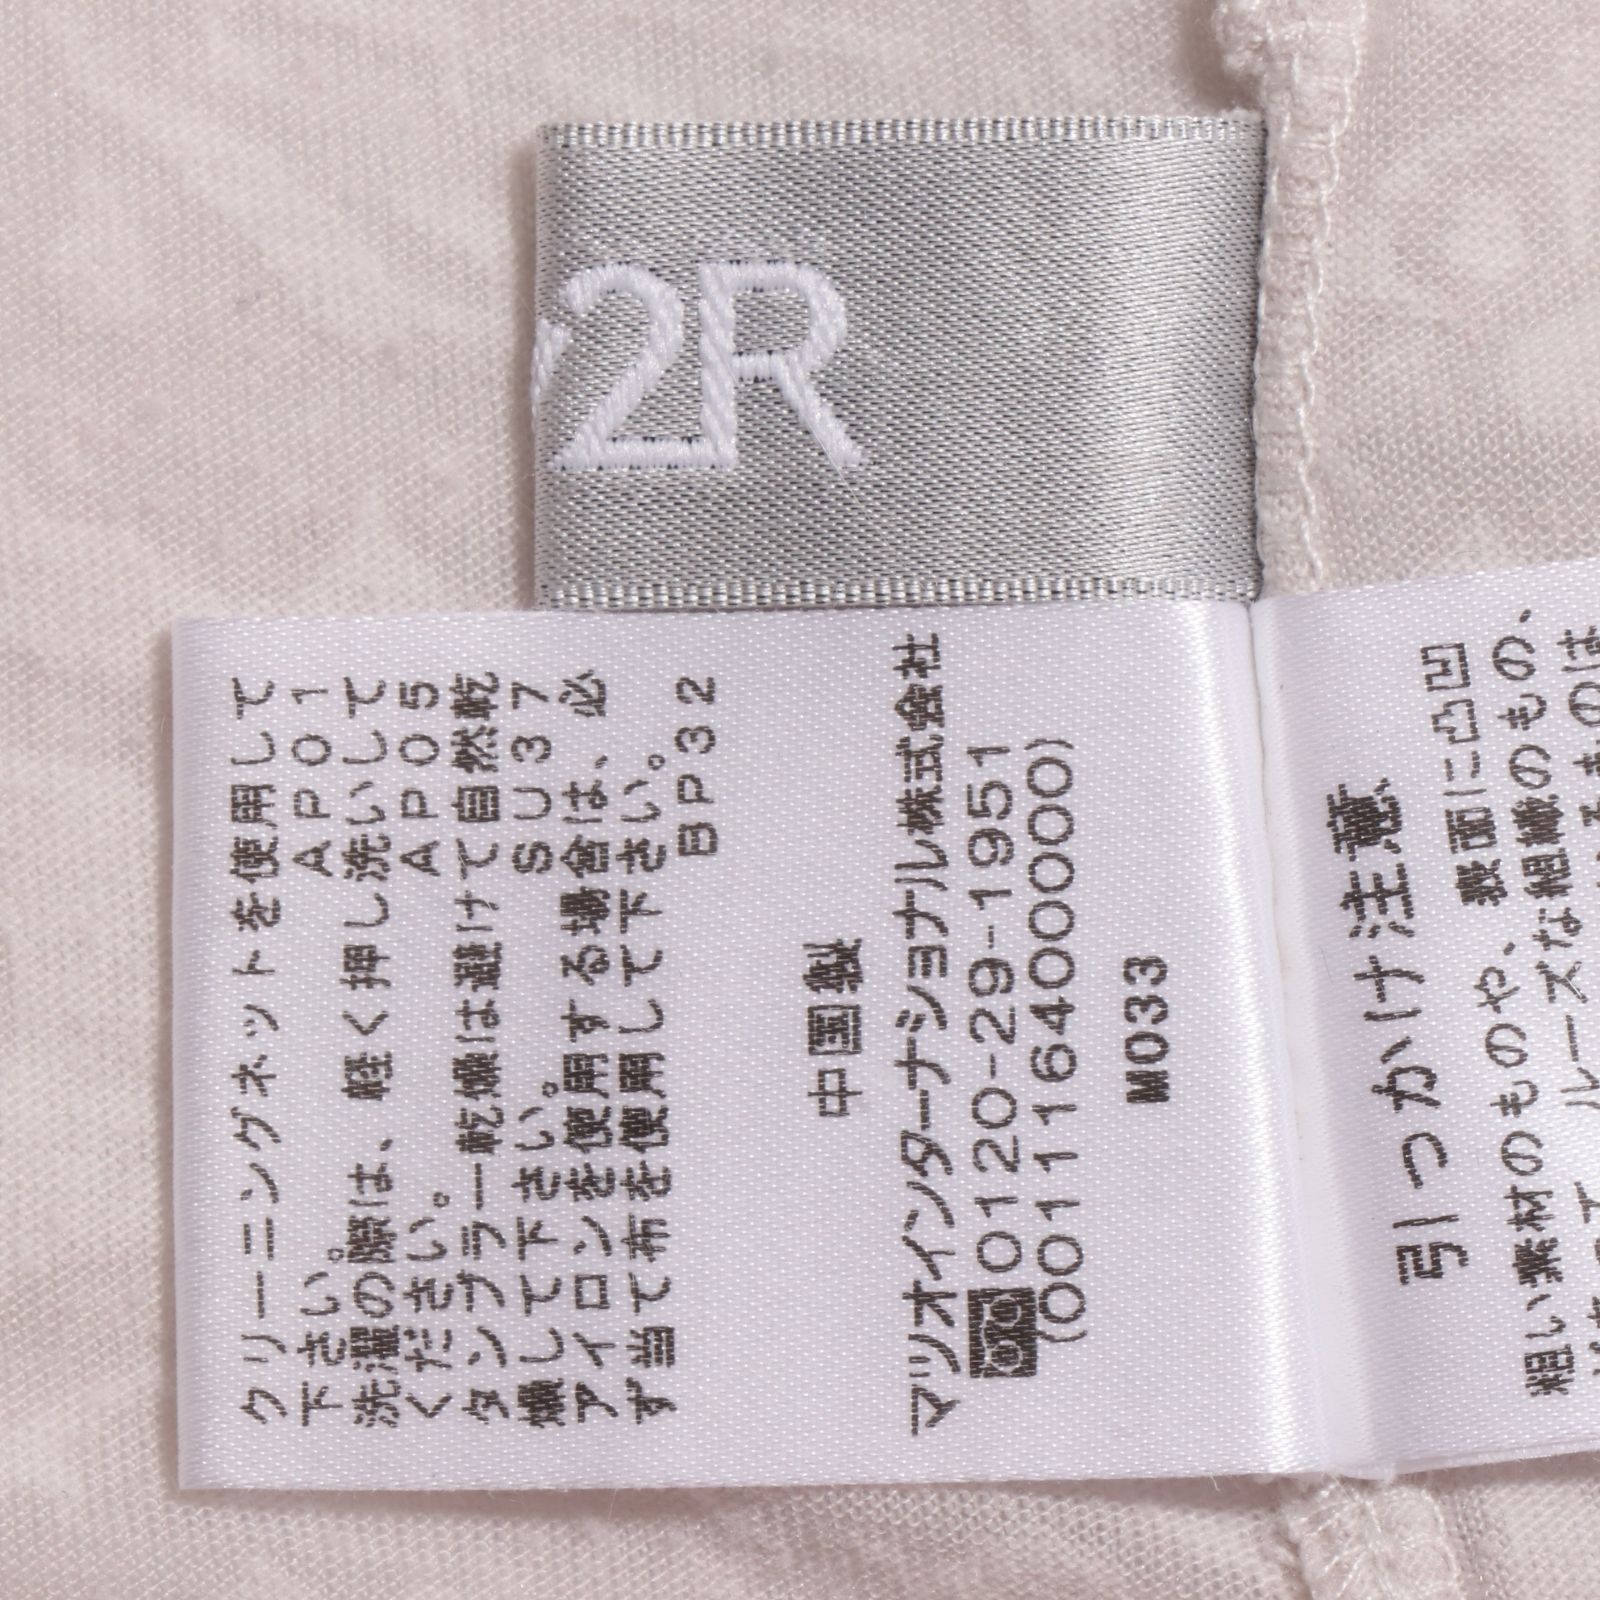 2R
クリーニングネットを使用して
下さい。 AP01
洗濯の際は、軽く押し洗いして
ください。 AP05
タンブラー乾燥は避けて自然乾
燥して下さい。 SU37
アイロンを使用する場合は、必
ず当て布を使用して下さい。
BP32
中国製
マツオインターナショナル株式会社
0120-29-1951
(001116400000)
M033
引っかけ注意
表面に凸凹
粗い素材のものや、
ルーズな組織のもの、